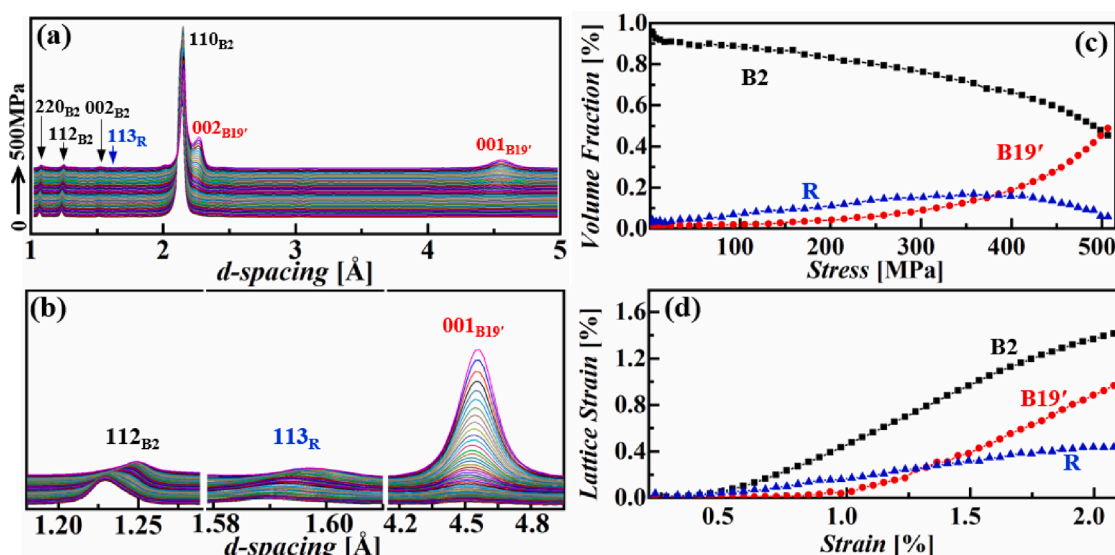 (a)
110B2
220B2 002B2
112B2 113R
002B19′
001B19′
0 → 500MPa
1 2 3 4 5
d-spacing [Å]
(b)
112B2
113R
001B19′
1.20 1.25 1.58 1.60 4.2 4.5 4.8
d-spacing [Å]
(c)
Volume Fraction [%]
1.0
0.8
0.6
0.4
0.2
0.0
B2
B19′
R
100 200 300 400 500
Stress [MPa]
(d)
Lattice Strain [%]
1.6
1.2
0.8
0.4
0.0
B2
B19′
R
0.5 1.0 1.5 2.0
Strain [%]